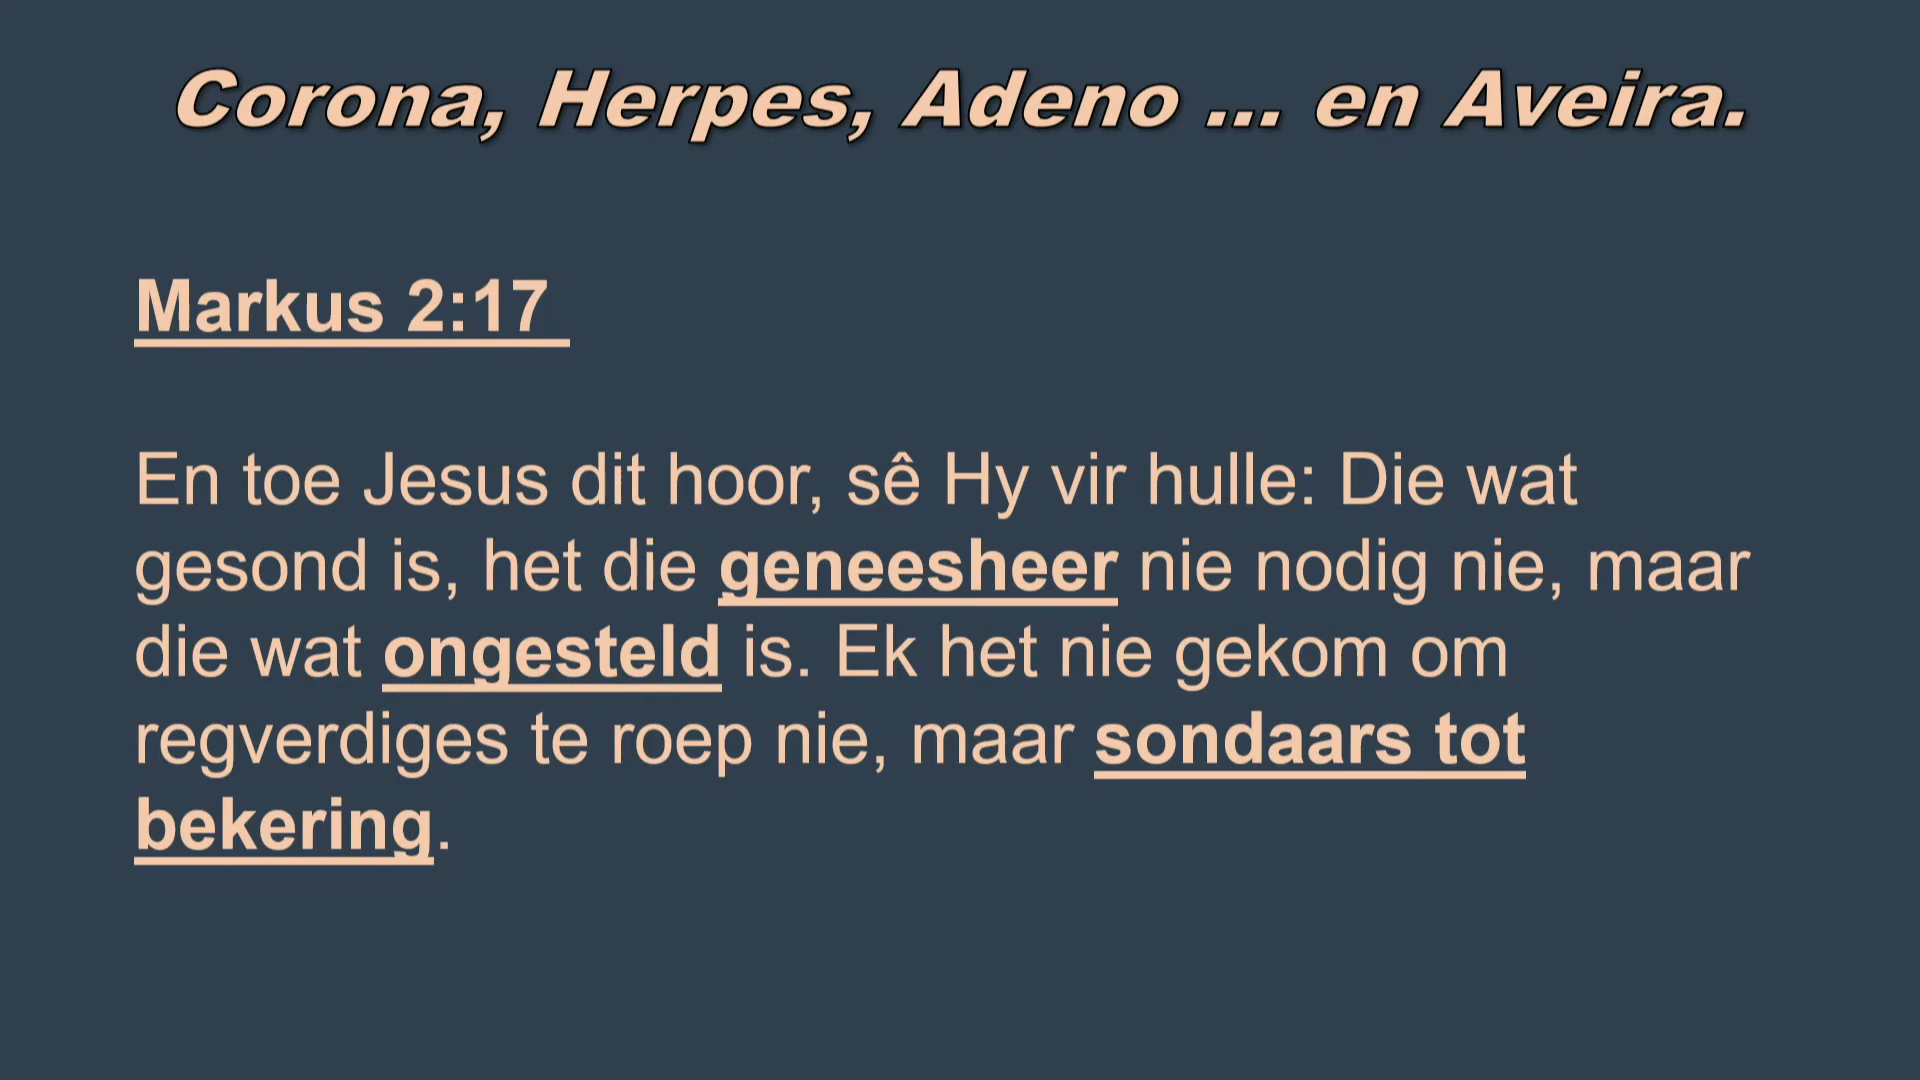 Corona, Herpes, Adeno ... en Aveira.
Markus 2:17
En toe Jesus dit hoor, sê Hy vir hulle: Die wat
gesond is, het die geneesheer nie nodig nie, maar
die wat ongesteld is. Ek het nie gekom om
regverdiges te roep nie, maar sondaars tot
bekering.